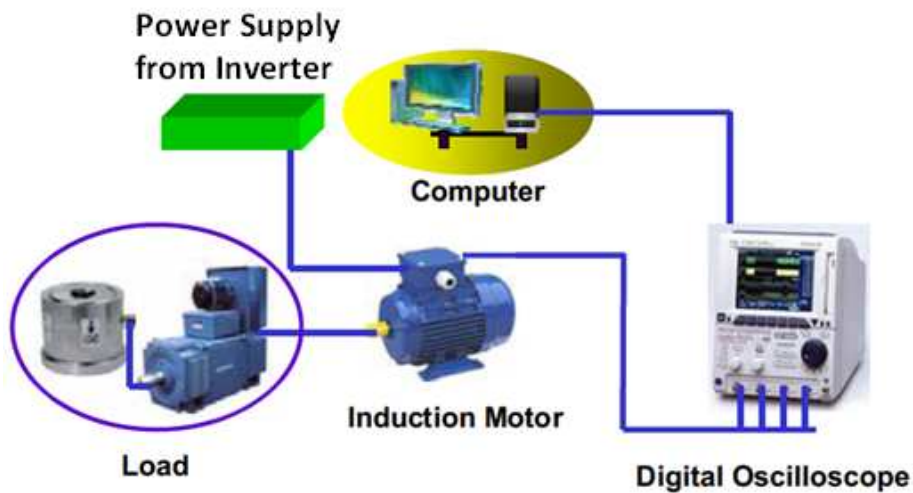 Power Supply
from Inverter
Computer
Induction Motor
Load
Digital Oscilloscope